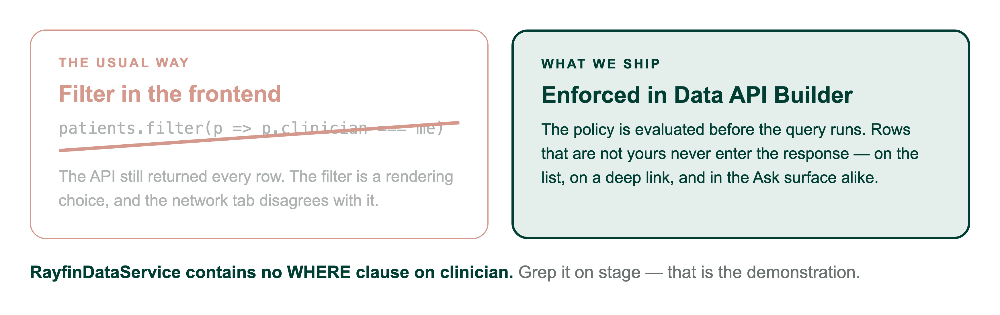 THE USUAL WAY
Filter in the frontend
patients.filter(p => p.clinician === me)
The API still returned every row. The filter is a rendering
choice, and the network tab disagrees with it.
WHAT WE SHIP
Enforced in Data API Builder
The policy is evaluated before the query runs. Rows
that are not yours never enter the response — on the
list, on a deep link, and in the Ask surface alike.
RayfinDataService contains no WHERE clause on clinician. Grep it on stage — that is the demonstration.